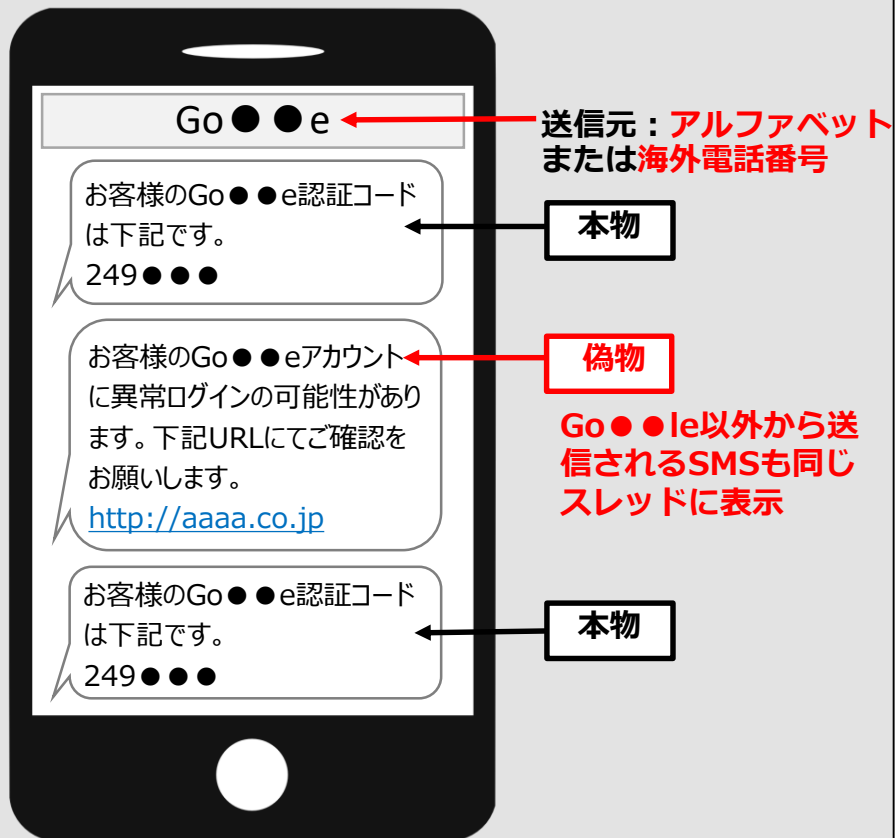 Go●●e
送信元：アルファベット
または海外電話番号
お客様のGo●●e認証コード
は下記です。
249●●●
本物
お客様のGo●●eアカウント
に異常ログインの可能性があり
ます。下記URLにてご確認を
お願いします。
http://aaaa.co.jp
偽物
Go●●le以外から送
信されるSMSも同じ
スレッドに表示
お客様のGo●●e認証コード
は下記です。
249●●●
本物